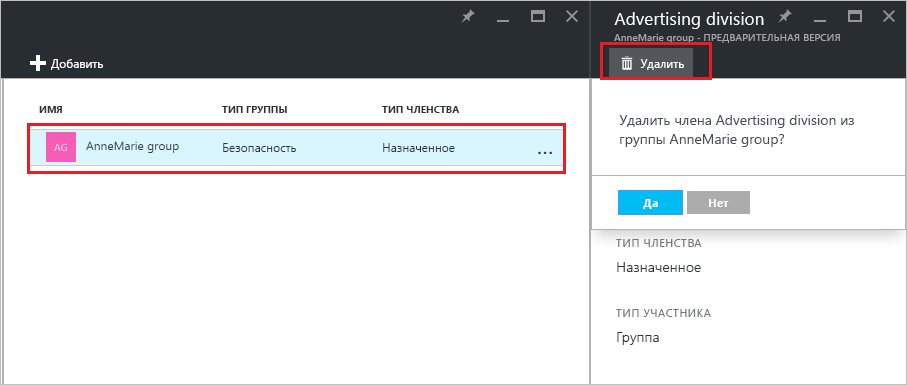 Добавить
ИМЯ ТИП ГРУППЫ ТИП ЧЛЕНСТВА
AG AnneMarie group Безопасность Назначенное ...
Advertising division
AnneMarie group - ПРЕДВАРИТЕЛЬНАЯ ВЕРСИЯ
Удалить
Удалить члена Advertising division из
группы AnneMarie group?
Да Нет
ТИП ЧЛЕНСТВА
Назначенное
ТИП УЧАСТНИКА
Группа